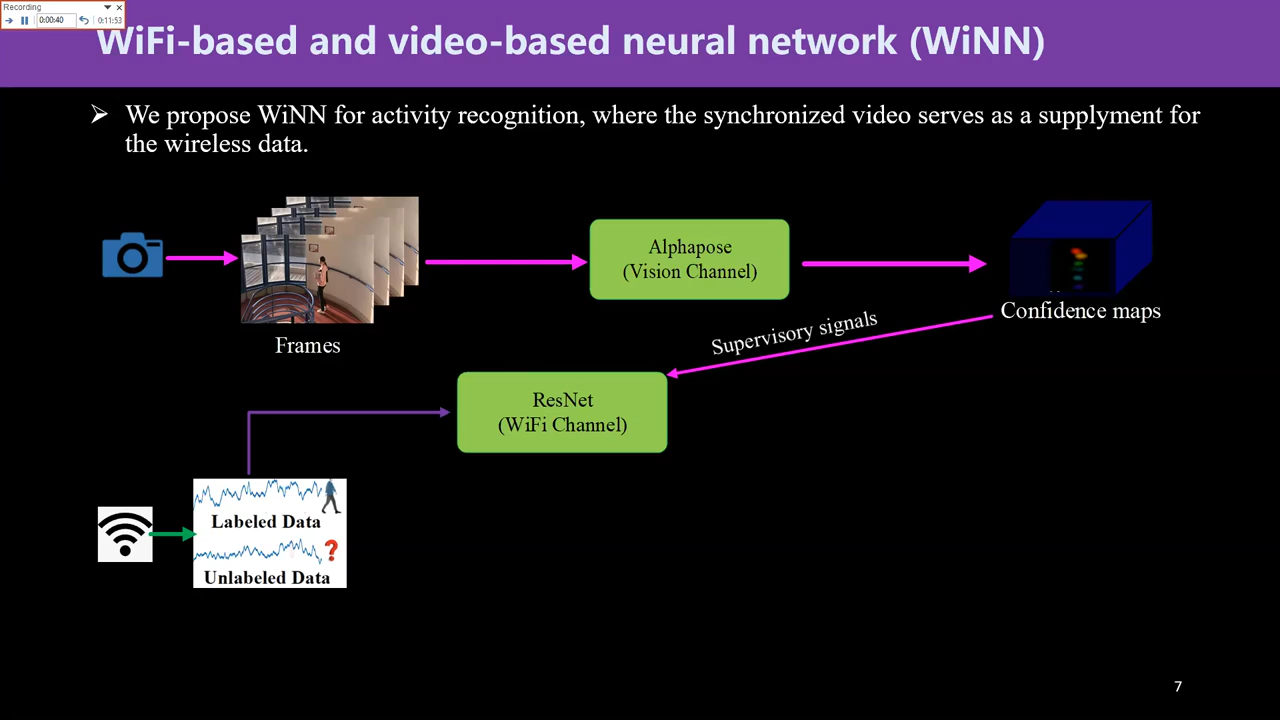 Recording
0:00:40
0:11:53
WiFi-based and video-based neural network (WiNN)
We propose WiNN for activity recognition, where the synchronized video serves as a supplyment for
the wireless data.
Alphapose
(Vision Channel)
Confidence maps
Frames
Supervisory signals
ResNet
(WiFi Channel)
Labeled Data
?
Unlabeled Data
7